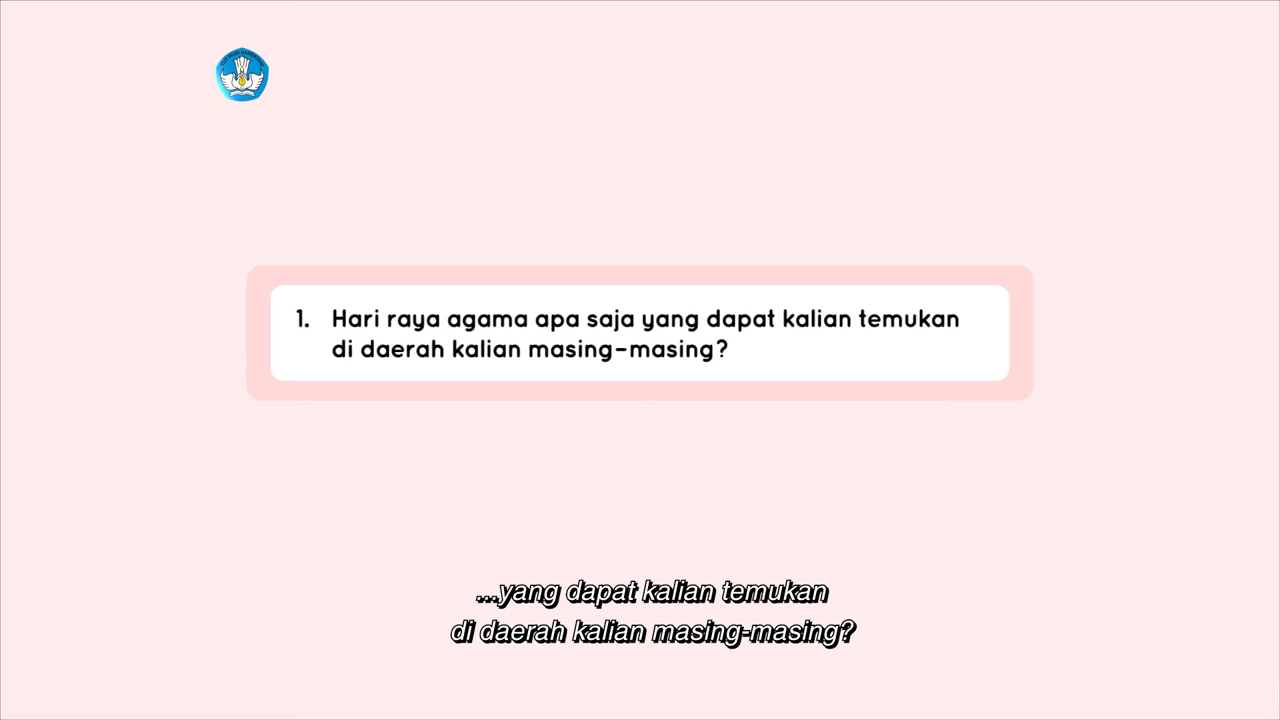 1. Hari raya agama apa saja yang dapat kalian temukan
di daerah kalian masing-masing?
...yang dapat kalian temukan
di daerah kalian masing-masing?